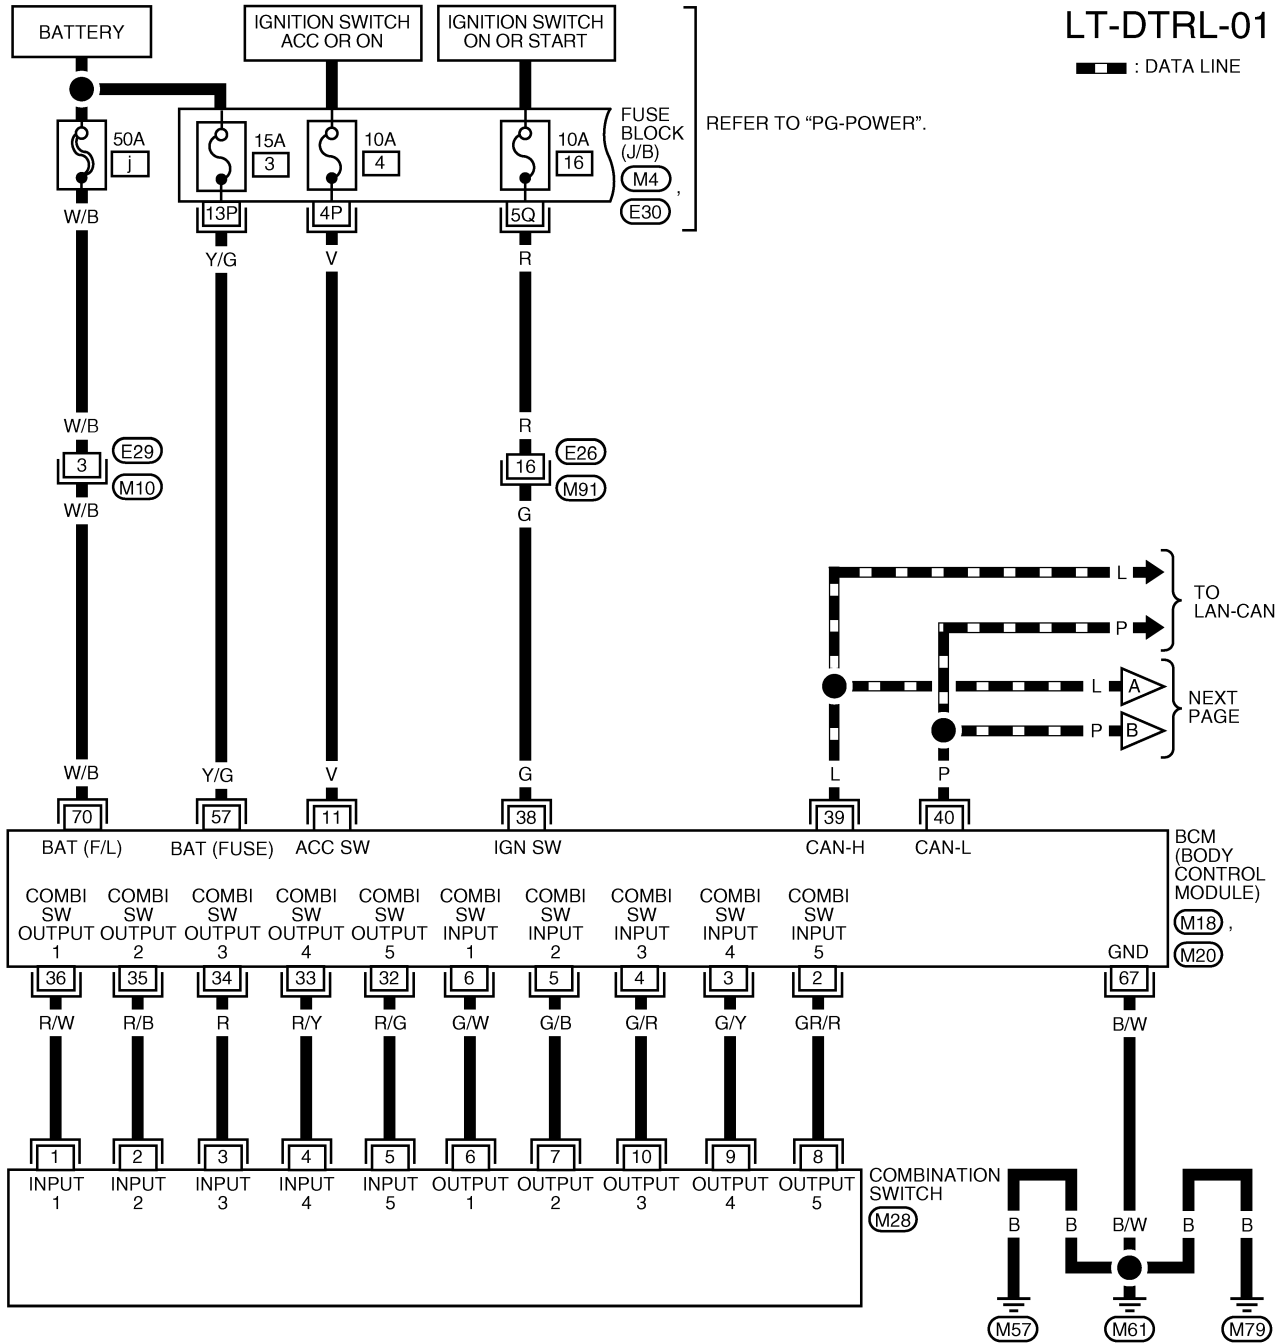 LT-DTRL-01
: DATA LINE
BATTERY
IGNITION SWITCH
ACC OR ON
IGNITION SWITCH
ON OR START
50A
j
15A
3
10A
4
10A
16
FUSE
BLOCK
(J/B)
M4 ,
E30
REFER TO “PG-POWER”.
13P
4P
5Q
W/B
Y/G
V
R
W/B
R
3
E29
M10
16
E26
M91
W/B
G
L
P
TO
LAN-CAN
L
A
P
B
NEXT
PAGE
W/B
Y/G
V
G
L
P
70
57
11
38
39
40
BAT (F/L)
BAT (FUSE)
ACC SW
IGN SW
CAN-H
CAN-L
BCM
(BODY
CONTROL
MODULE)
M18 ,
M20
COMBI
SW
OUTPUT
1
COMBI
SW
OUTPUT
2
COMBI
SW
OUTPUT
3
COMBI
SW
OUTPUT
4
COMBI
SW
OUTPUT
5
COMBI
SW
INPUT
1
COMBI
SW
INPUT
2
COMBI
SW
INPUT
3
COMBI
SW
INPUT
4
COMBI
SW
INPUT
5
GND
36
35
34
33
32
6
5
4
3
2
67
R/W
R/B
R
R/Y
R/G
G/W
G/B
G/R
G/Y
GR/R
B/W
1
2
3
4
5
6
7
10
9
8
INPUT
1
INPUT
2
INPUT
3
INPUT
4
INPUT
5
OUTPUT
1
OUTPUT
2
OUTPUT
3
OUTPUT
4
OUTPUT
5
COMBINATION
SWITCH
M28
B
B
B/W
B
B
M57
M61
M79